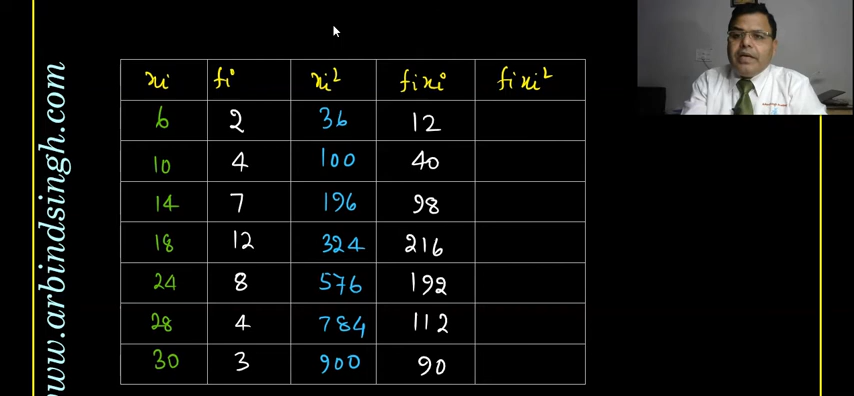 xi fi xi² fixi fixi²
6 2 36 12
10 4 100 40
14 7 196 98
18 12 324 216
24 8 576 192
28 4 784 112
30 3 900 90
www.arbindsingh.com